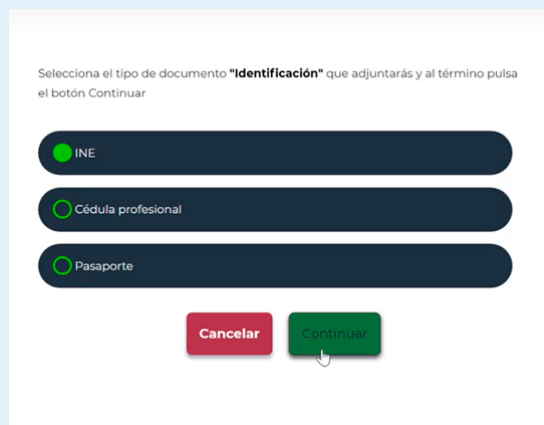 Selecciona el tipo de documento "Identificación" que adjuntarás y al término pulsa
el botón Continuar
INE
Cédula profesional
Pasaporte
Cancelar Continuar